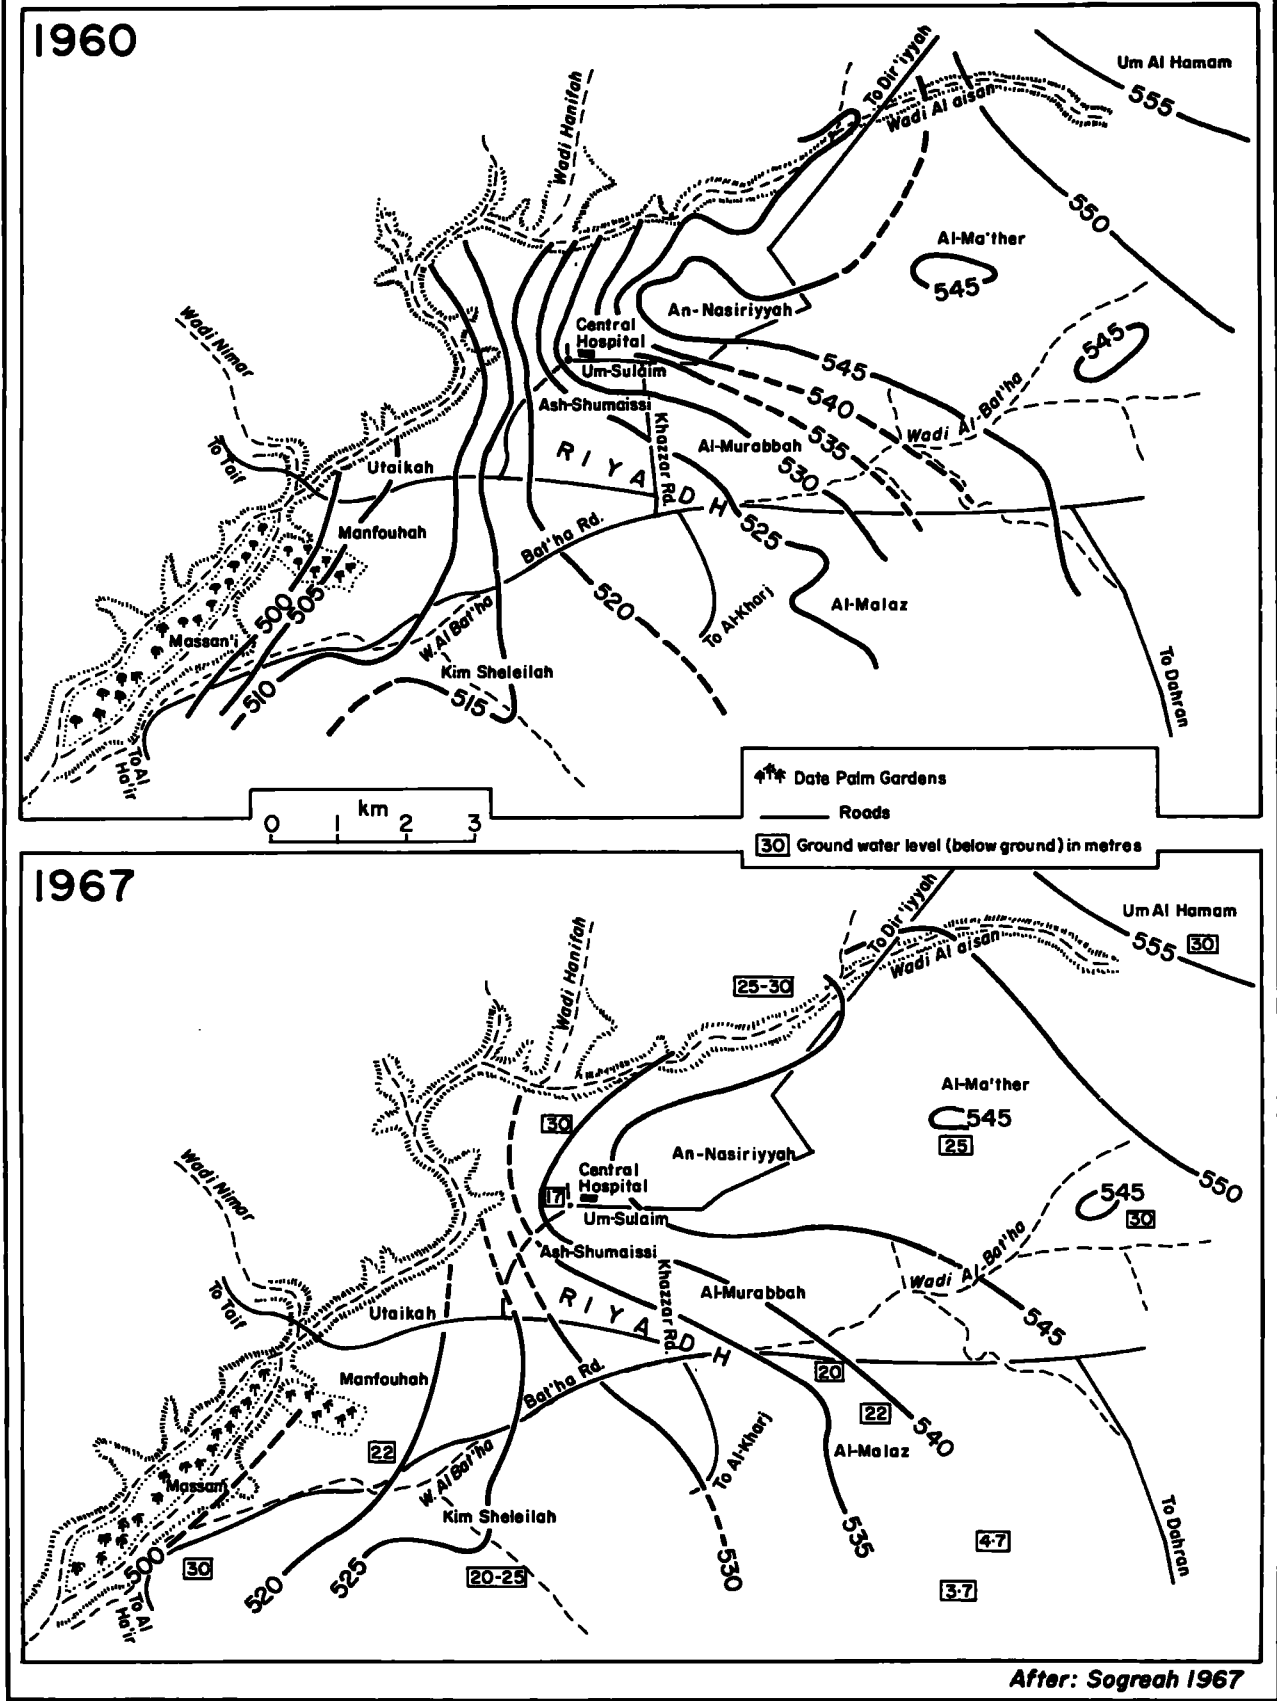 1960
Um Al Hamam
To Dir'iyyah
555
Wadi Al aisan
Wadi Hanifah
550
Al-Ma'ther
545
An-Nasiriyyah
Wadi Nimar
Central
Hospital
545
Um-Sulaim
545
Wadi Al-Bat'ha
540
Ash-Shumaissi
Khazzar Rd.
Al-Murabbah
535
To Taif
Utaikah
RIYADH
530
Manfouhah
Bat'ha Rd.
525
500
505
520
Al-Malaz
To Al-Kharj
Massan'i
W. Al Bat'ha
Kim Sheleilah
510
515
To Dahran
To Al
Ha'ir
km
0 1 2 3
Date Palm Gardens
Roads
30 Ground water level (below ground) in metres
1967
To Dir'iyyah
Um Al Hamam
555
30
Wadi Al aisan
Wadi Hanifah
25-30
Al-Ma'ther
545
25
30
An-Nasiriyyah
Wadi Nimar
Central
Hospital
17
550
545
30
Um-Sulaim
Ash-Shumaissi
Wadi Al-Bat'ha
Khazzar Rd.
Al-Murabbah
To Taif
Utaikah
RIYADH
545
Manfouhah
Bat'ha Rd.
20
22
540
22
Al-Malaz
To Al-Kharj
W. Al Bat'ha
Massam
Kim Sheleilah
535
To Dahran
4·7
500
30
520
525
20-25
530
3·7
To Al
Ha'ir
After: Sogreah 1967